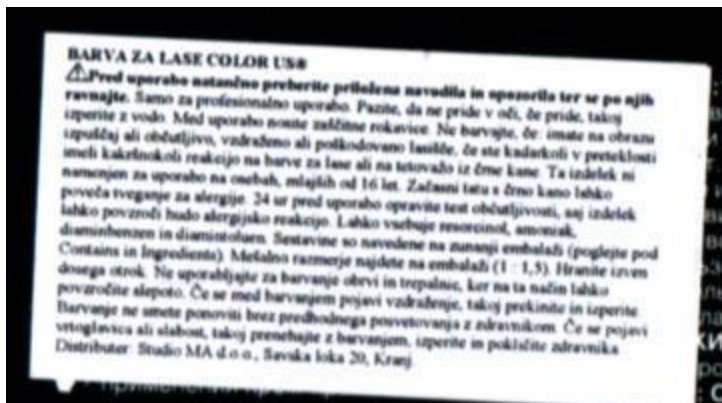 BARVA ZA LASE COLOR US®
⚠Pred uporabo natančno preberite priložena navodila in opozorila ter se po njih
ravnajte. Samo za profesionalno uporabo. Pazite, da ne pride v oči, če pride, takoj
izperite z vodo. Med uporabo nosite zaščitne rokavice. Ne barvajte, če: imate na obrazu
izpuščaj ali občutljivo, vzdraženo ali poškodovano lasišče, če ste kadarkoli v preteklosti
imeli kakršnokoli reakcijo na barve za lase ali na tetovažo iz črne kane. Ta izdelek ni
namenjen za uporabo na osebah, mlajših od 16 let. Začasni tatu s črno kano lahko
poveča tveganje za alergije. 24 ur pred uporabo opravite test občutljivosti, saj izdelek
lahko povzroči hudo alergijsko reakcijo. Lahko vsebuje resorcinol, amoniak,
diaminbenzen in diamintoluen. Sestavine so navedene na zunanji embalaži (poglejte pod
Contains in Ingredients). Mešalno razmerje najdete na embalaži (1 : 1,5). Hranite izven
dosega otrok. Ne uporabljajte za barvanje obrvi in trepalnic, ker na ta način lahko
povzročite slepoto. Če se med barvanjem pojavi vzdraženje, takoj prekinite in izperite.
Barvanje ne smete ponoviti brez predhodnega posvetovanja z zdravnikom. Če se pojavi
vrtoglavica ali slabost, takoj prenehajte z barvanjem, izperite in pokličite zdravnika.
Distributer: Studio MA d.o.o., Savska loka 20, Kranj.